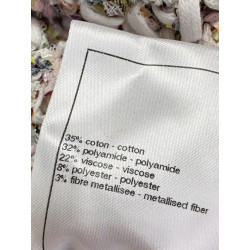 35% coton - cotton
32% polyamide - polyamide
22% viscose - viscose
8% polyester - polyester
3% fibre metallisee - metallised fiber